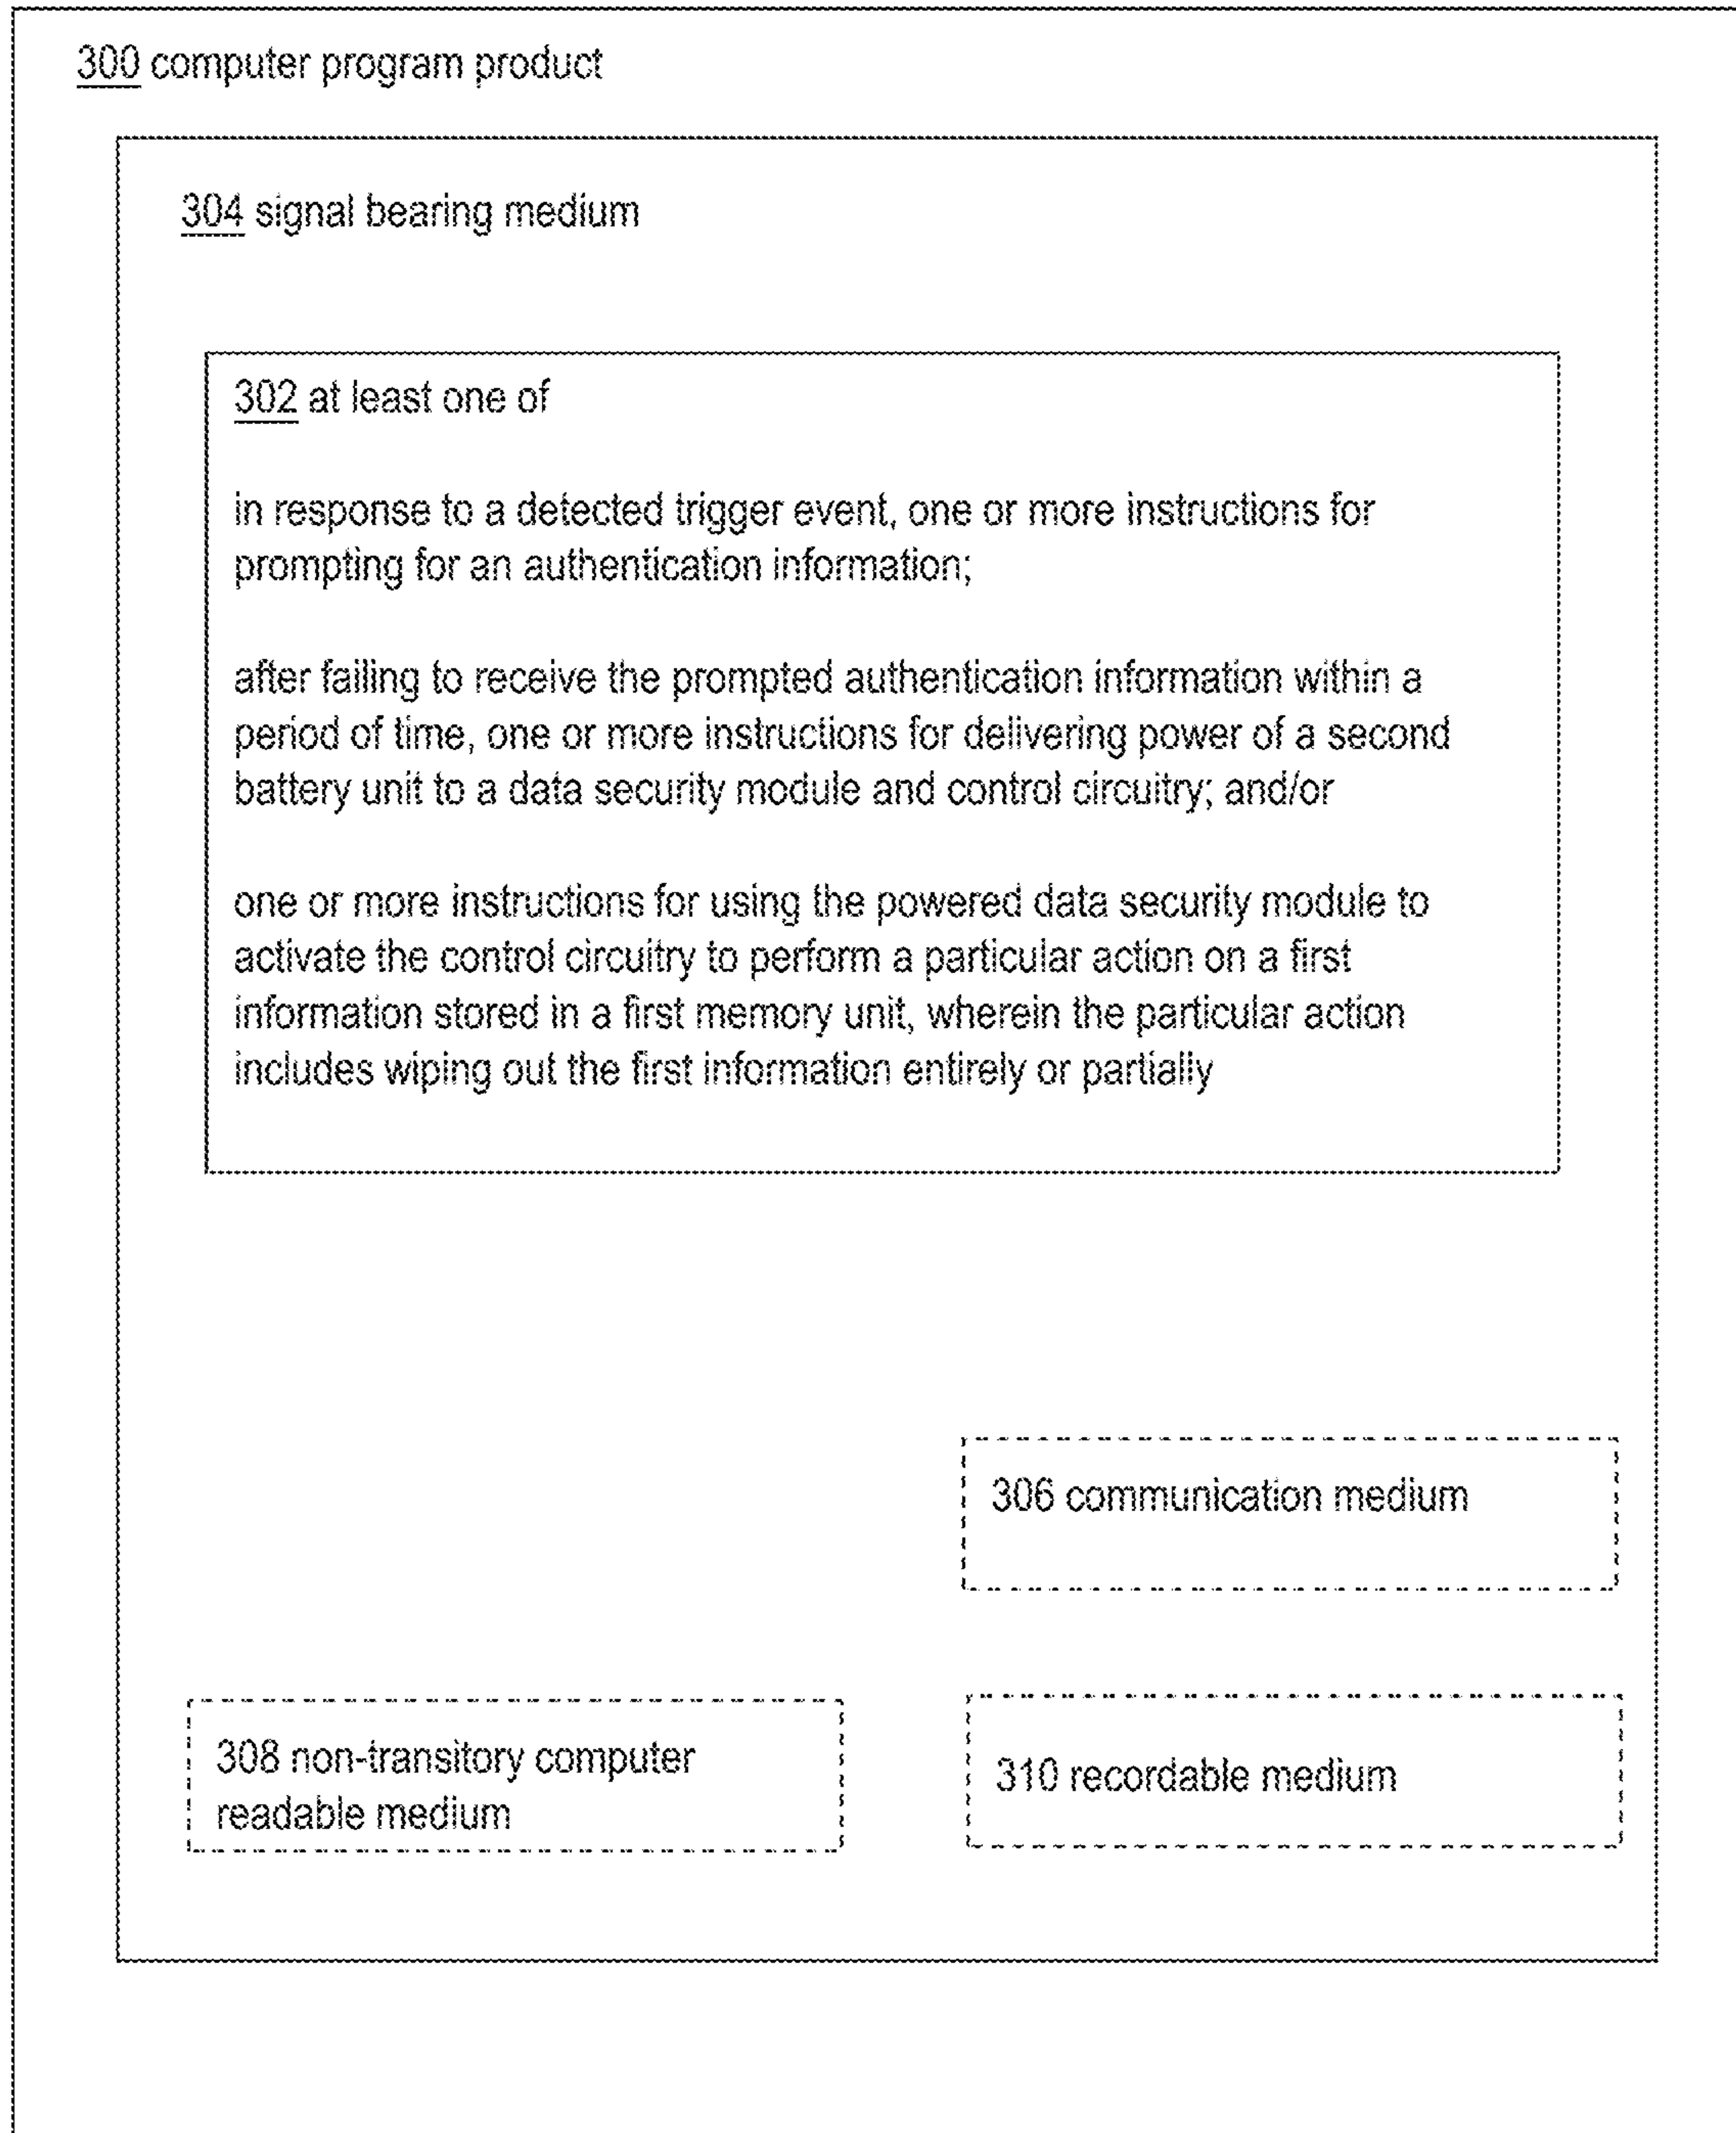 300 computer program product
304 signal bearing medium
302 at least one of
in response to a detected trigger event, one or more instructions for
prompting for an authentication information;
after failing to receive the prompted authentication information within a
period of time, one or more instructions for delivering power of a second
battery unit to a data security module and control circuitry; and/or
one or more instructions for using the powered data security module to
activate the control circuitry to perform a particular action on a first
information stored in a first memory unit, wherein the particular action
includes wiping out the first information entirely or partially
306 communication medium
308 non-transitory computer
readable medium
310 recordable medium